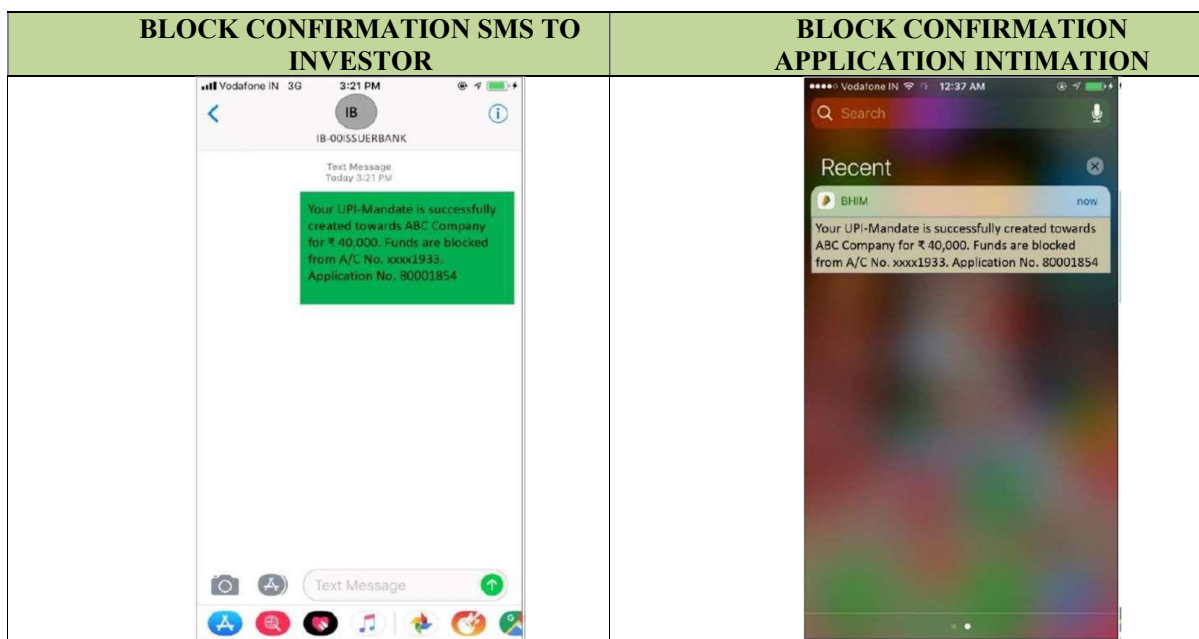 BLOCK CONFIRMATION SMS TO
INVESTOR
BLOCK CONFIRMATION
APPLICATION INTIMATION
Vodafone IN 3G 3:21 PM
IB
IB-00ISSUERBANK
Text Message
Today 3:21 PM
Your UPI-Mandate is successfully
created towards ABC Company
for ₹ 40,000. Funds are blocked
from A/C No. xxxx1933.
Application No. 80001854
Text Message
Vodafone IN 12:37 AM
Search
Recent
BHIM now
Your UPI-Mandate is successfully created towards
ABC Company for ₹ 40,000. Funds are blocked
from A/C No. xxxx1933. Application No. 80001854